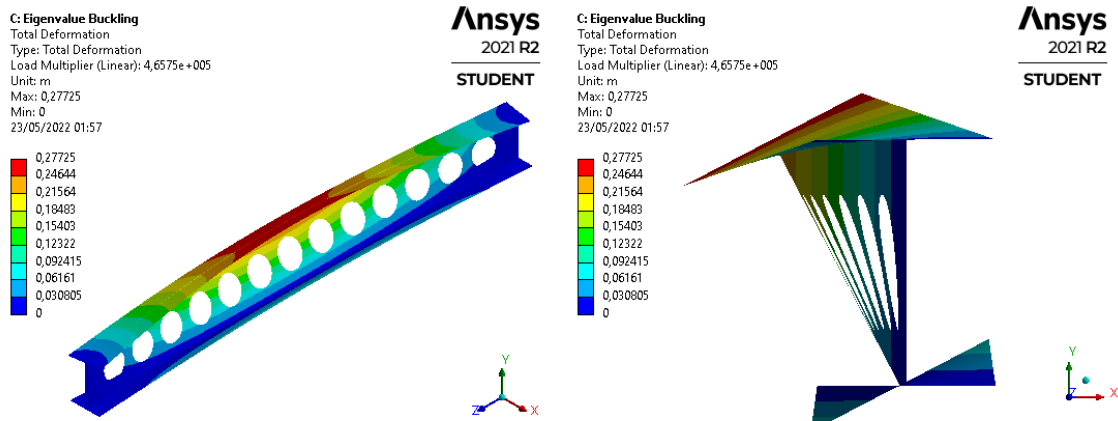 C: Eigenvalue Buckling
Total Deformation
Type: Total Deformation
Load Multiplier (Linear): 4,6575e+005
Unit: m
Max: 0,27725
Min: 0
23/05/2022 01:57
Ansys
2021 R2
STUDENT
0,27725
0,24644
0,21564
0,18483
0,15403
0,12322
0,092415
0,06161
0,030805
0
Y
Z
X
C: Eigenvalue Buckling
Total Deformation
Type: Total Deformation
Load Multiplier (Linear): 4,6575e+005
Unit: m
Max: 0,27725
Min: 0
23/05/2022 01:57
Ansys
2021 R2
STUDENT
0,27725
0,24644
0,21564
0,18483
0,15403
0,12322
0,092415
0,06161
0,030805
0
Y
Z
X